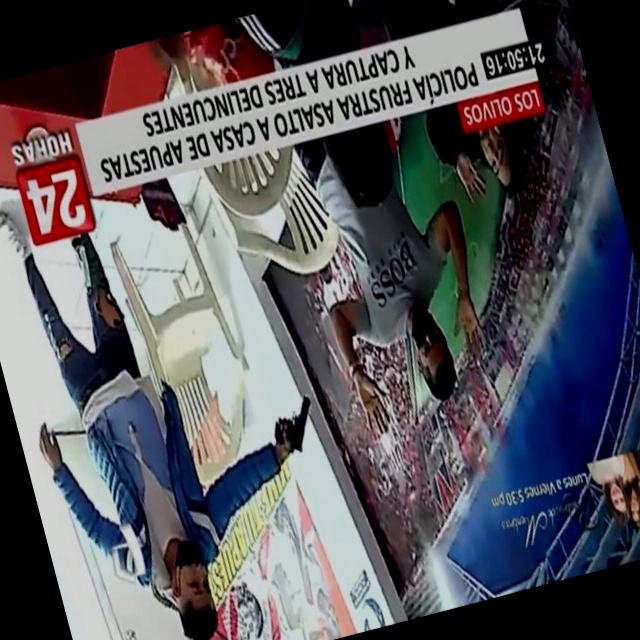 Lunes a Viernes 5:30 pm
BOSS
LOS OLIVOS
21:50:16
POLICÍA FRUSTRA ASALTO A CASA DE APUESTAS
Y CAPTURA A TRES DELINCUENTES
24
HORAS